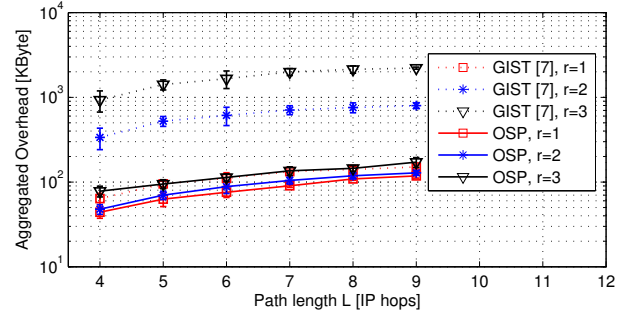 Aggregated Overhead [KByte]
10^4
10^3
10^2
10^1
GIST [7], r=1
GIST [7], r=2
GIST [7], r=3
OSP, r=1
OSP, r=2
OSP, r=3
4 5 6 7 8 9 10 11 12
Path length L [IP hops]